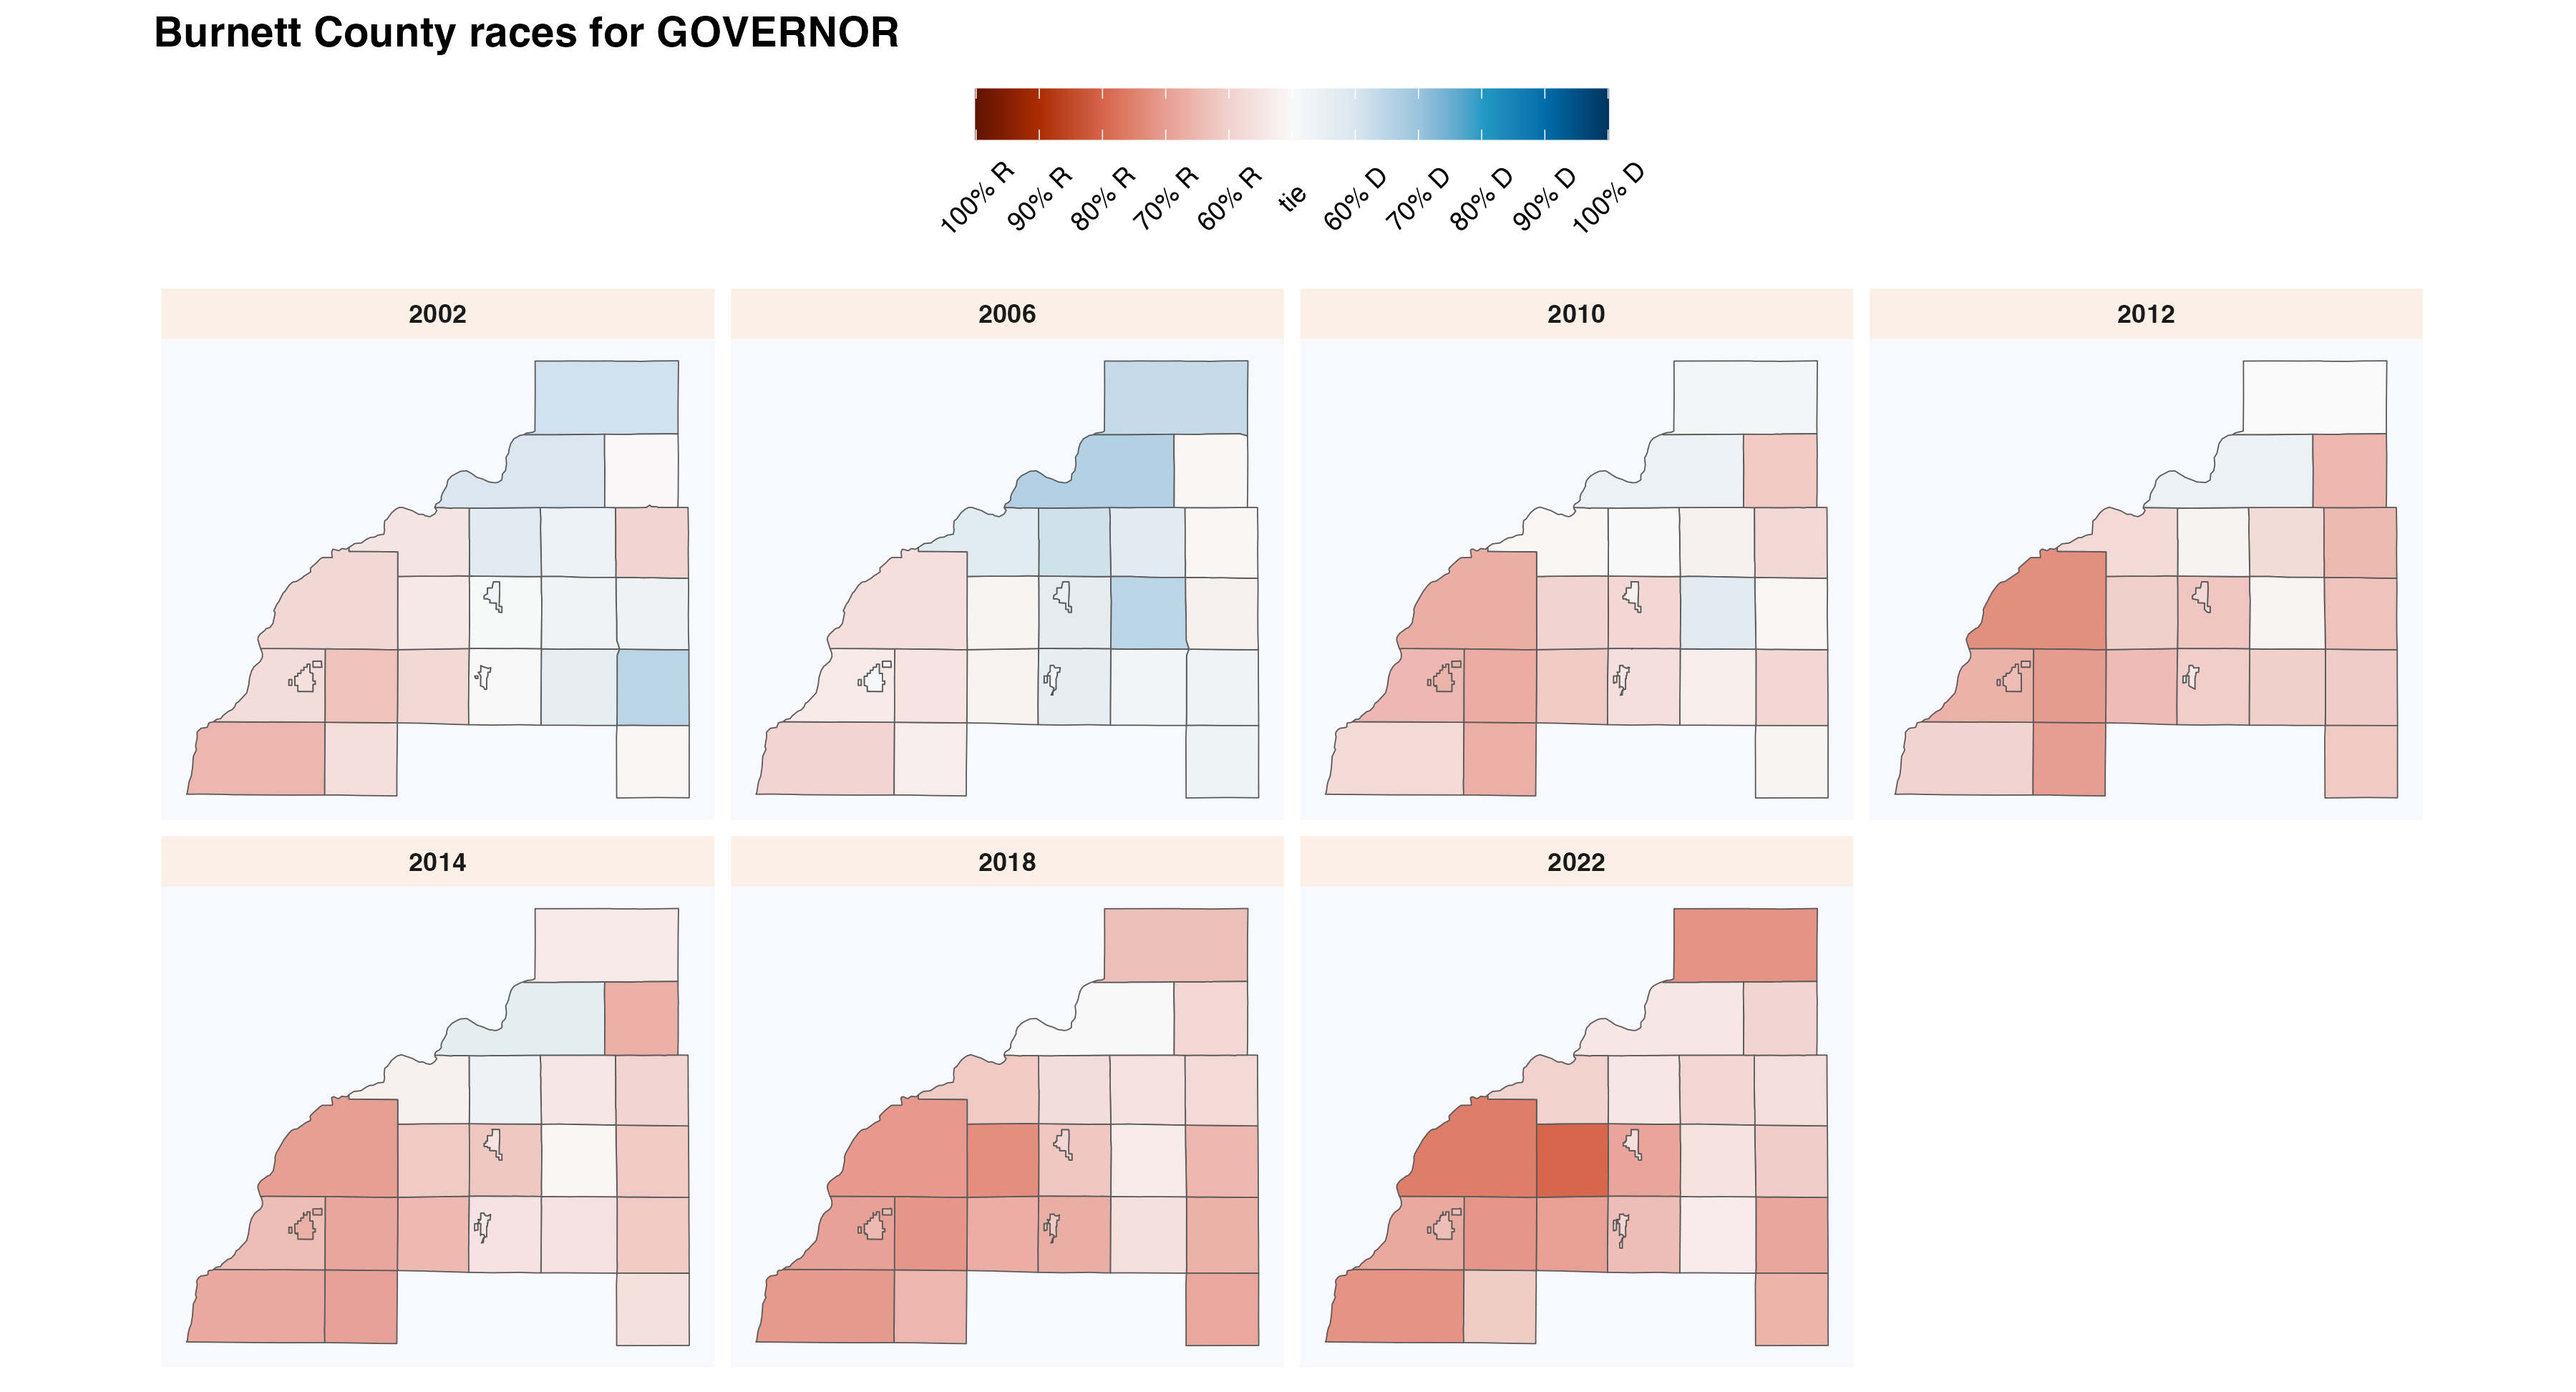 Burnett County races for GOVERNOR
100% R
90% R
80% R
70% R
60% R
tie
60% D
70% D
80% D
90% D
100% D
2002
2006
2010
2012
2014
2018
2022